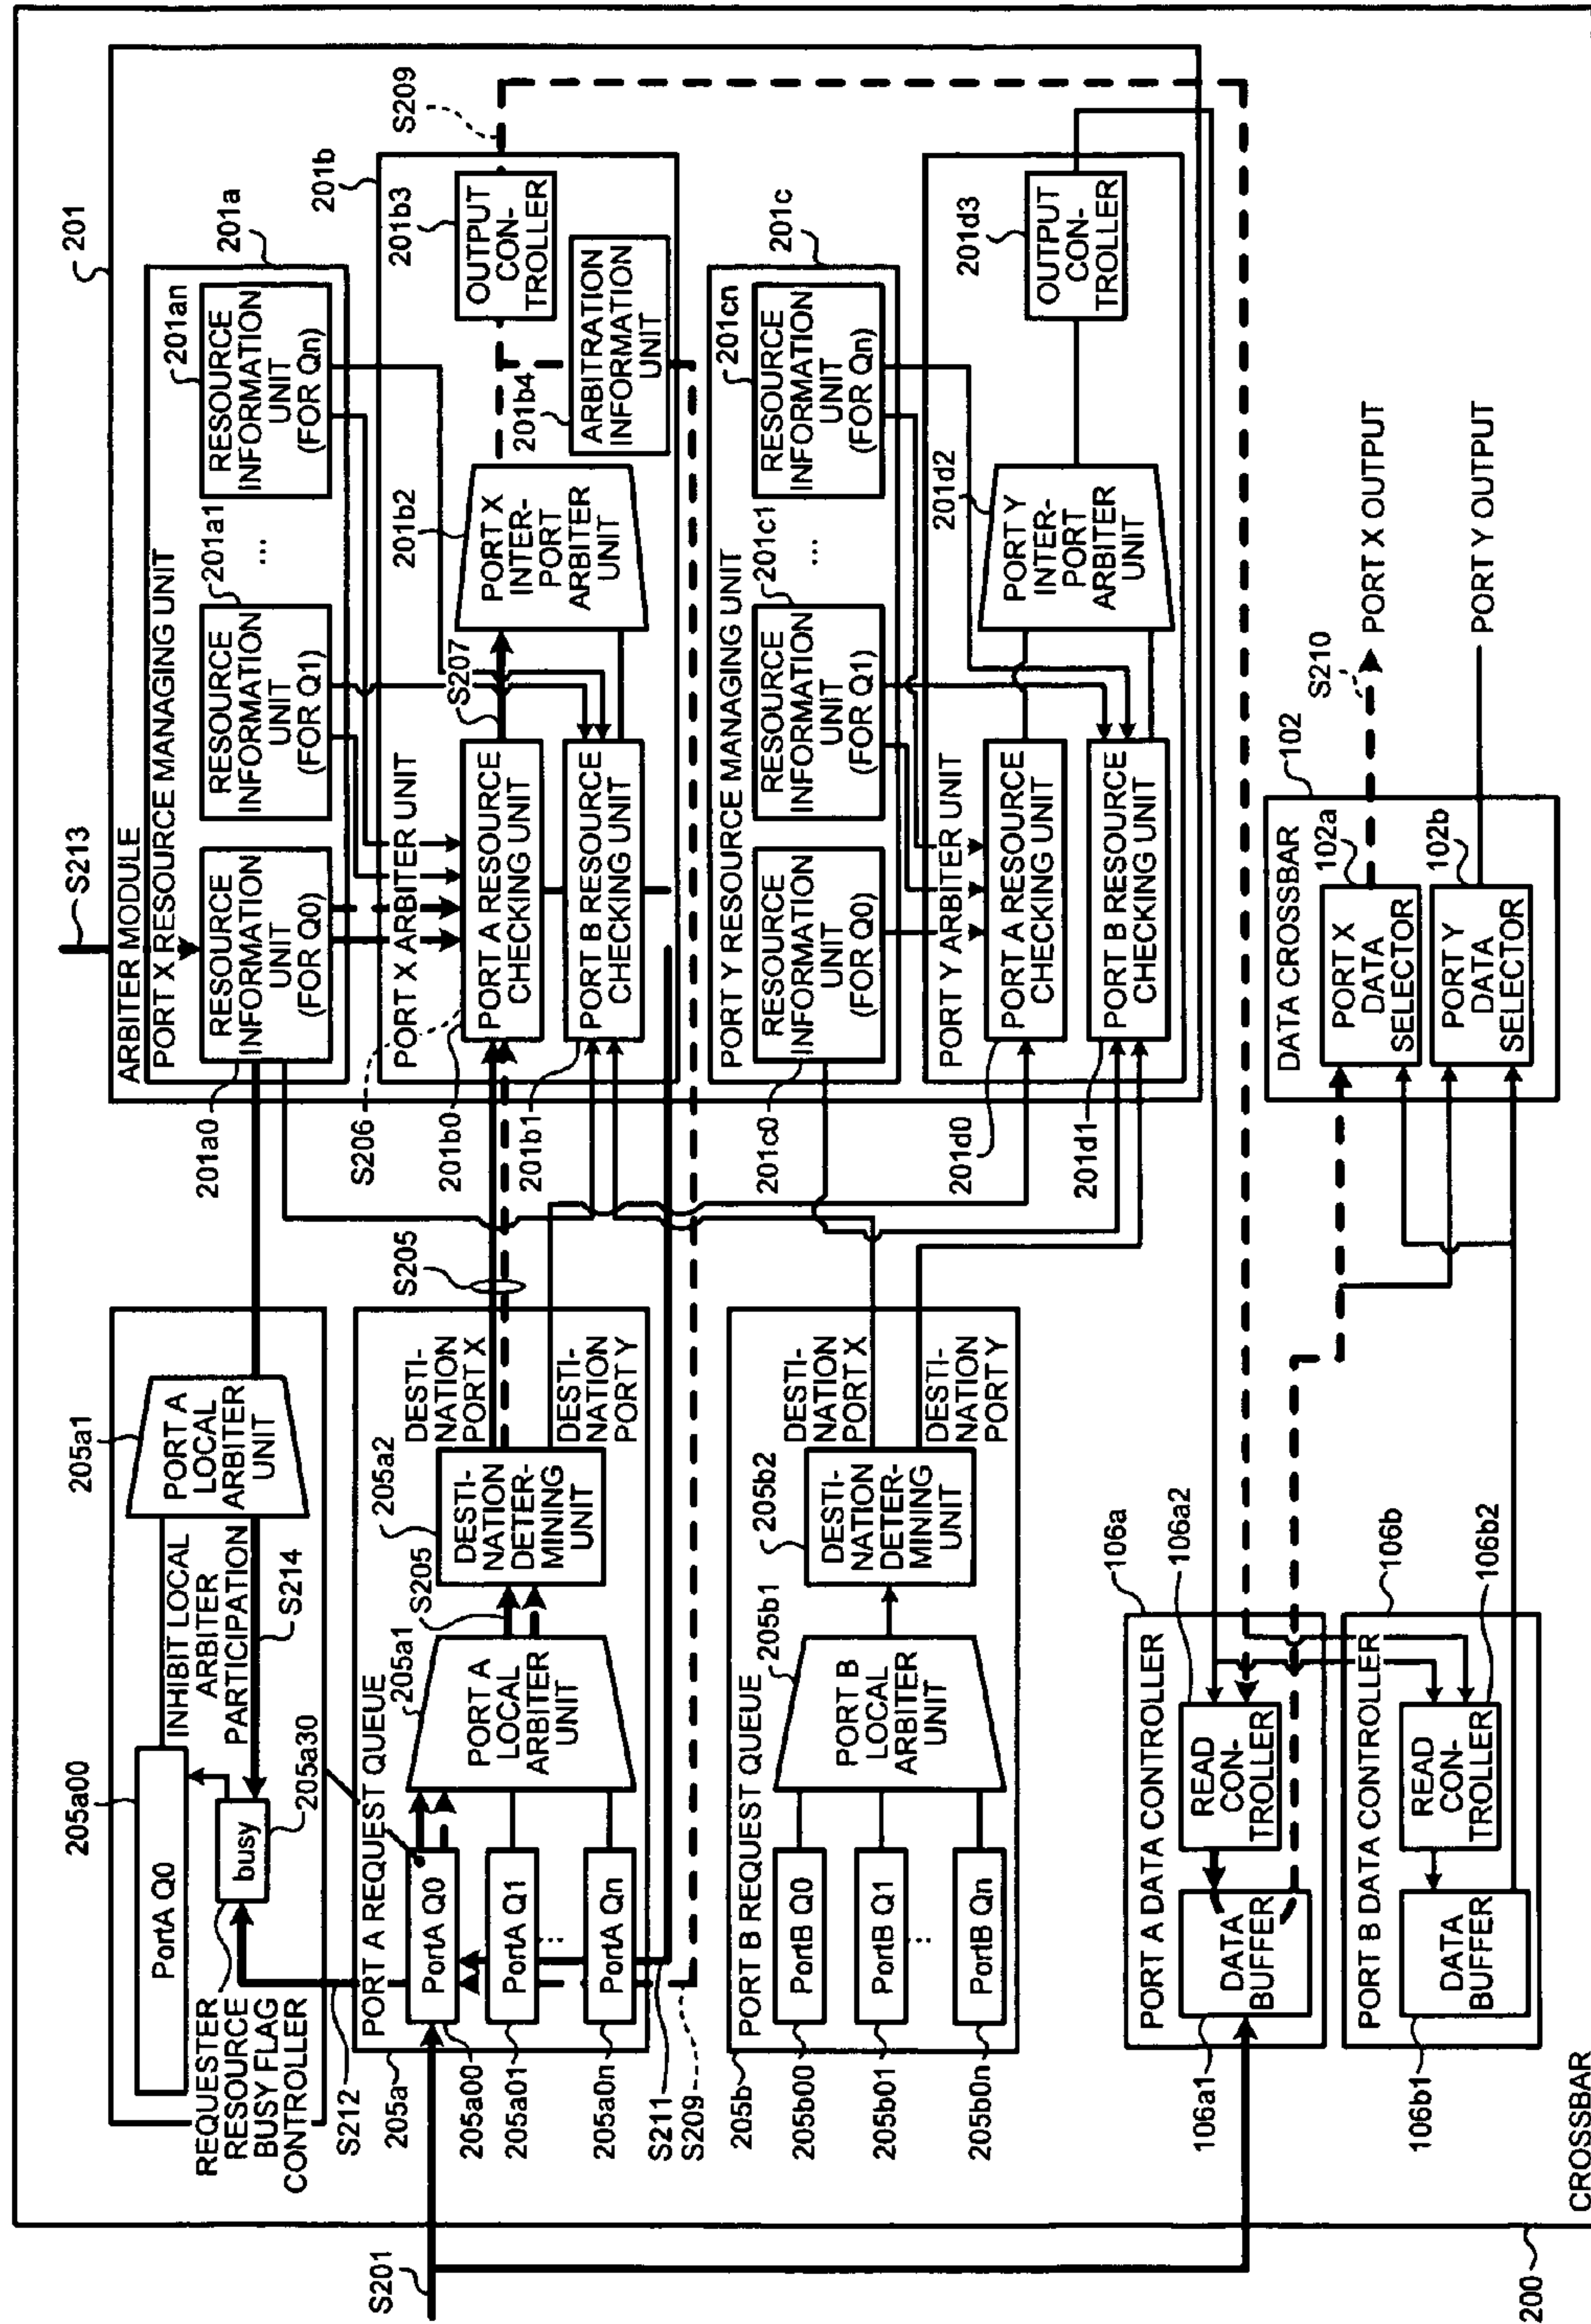 201
S213
ARBITER MODULE
PORT X RESOURCE MANAGING UNIT
201a
RESOURCE
INFORMATION
UNIT
(FOR Q0)
201a0
RESOURCE
INFORMATION
UNIT
(FOR Q1)
201a1
...
RESOURCE
INFORMATION
UNIT
(FOR Qn)
201an
S206
201b0
201b1
PORT X ARBITER UNIT
PORT A RESOURCE
CHECKING UNIT
PORT B RESOURCE
CHECKING UNIT
S207
201b2
PORT X
INTER-
PORT
ARBITER
UNIT
201b4
ARBITRATION
INFORMATION
UNIT
OUTPUT
CON-
TROLLER
201b3
201b
S209
PORT Y RESOURCE MANAGING UNIT
201c
RESOURCE
INFORMATION
UNIT
(FOR Q0)
201c0
RESOURCE
INFORMATION
UNIT
(FOR Q1)
201c1
...
RESOURCE
INFORMATION
UNIT
(FOR Qn)
201cn
PORT Y ARBITER UNIT
201d0
PORT A RESOURCE
CHECKING UNIT
201d1
PORT B RESOURCE
CHECKING UNIT
201d2
PORT Y
INTER-
PORT
ARBITER
UNIT
OUTPUT
CON-
TROLLER
201d3
205a00
PortA Q0
INHIBIT LOCAL
ARBITER
PARTICIPATION
S214
205a1
PORT A
LOCAL
ARBITER
UNIT
busy
205a30
REQUESTER
RESOURCE
BUSY FLAG
CONTROLLER
S212
205a
PORT A REQUEST QUEUE
205a00
PortA Q0
205a01
PortA Q1
...
205a0n
PortA Qn
S211
S209
205a1
PORT A
LOCAL
ARBITER
UNIT
S205
205a2
DESTI-
NATION
DETER-
MINING
UNIT
DESTI-
NATION
PORT X
DESTI-
NATION
PORT Y
S205
205b
PORT B REQUEST QUEUE
205b00
PortB Q0
205b01
PortB Q1
...
205b0n
PortB Qn
205b1
PORT B
LOCAL
ARBITER
UNIT
205b2
DESTI-
NATION
DETER-
MINING
UNIT
DESTI-
NATION
PORT X
DESTI-
NATION
PORT Y
S201
PORT A DATA CONTROLLER
106a
106a1
DATA
BUFFER
READ
CON-
TROLLER
106a2
PORT B DATA CONTROLLER
106b
106b1
DATA
BUFFER
READ
CON-
TROLLER
106b2
DATA CROSSBAR
102
PORT X
DATA
SELECTOR
102a
PORT Y
DATA
SELECTOR
102b
S210
PORT X OUTPUT
PORT Y OUTPUT
CROSSBAR
200